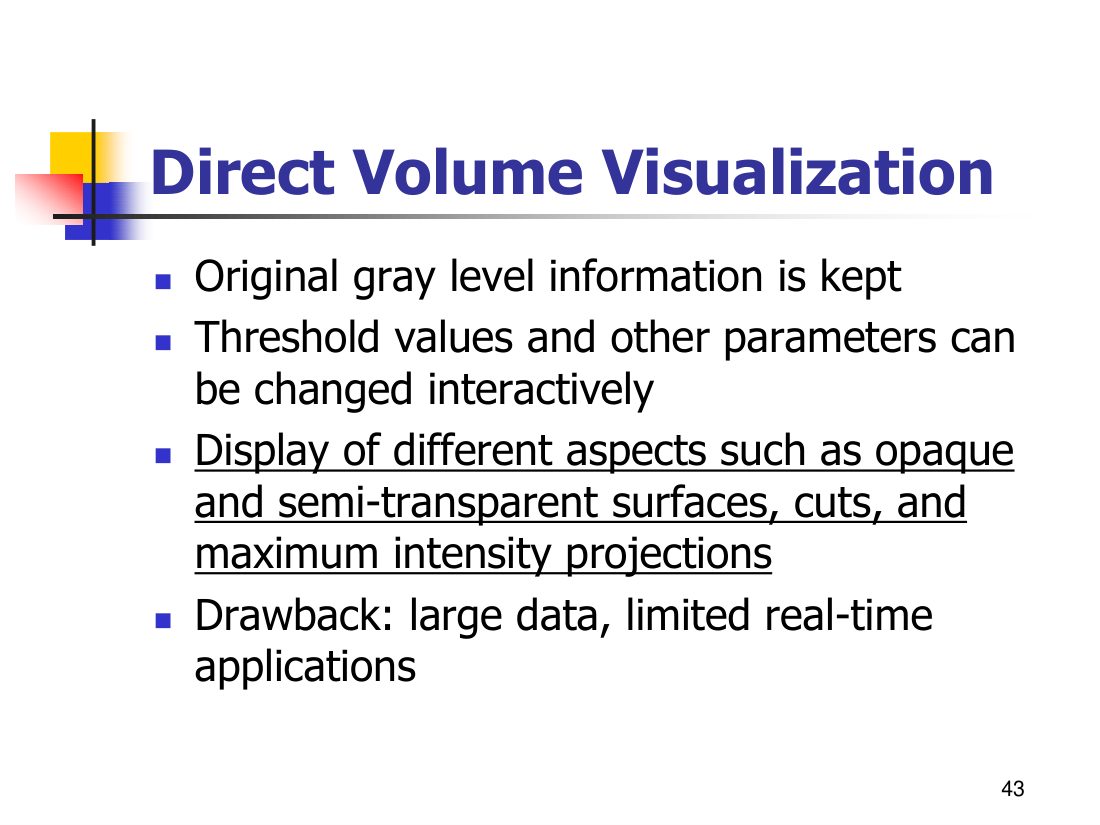 Direct Volume Visualization
Original gray level information is kept
Threshold values and other parameters can
be changed interactively
Display of different aspects such as opaque
and semi-transparent surfaces, cuts, and
maximum intensity projections
Drawback: large data, limited real-time
applications
43